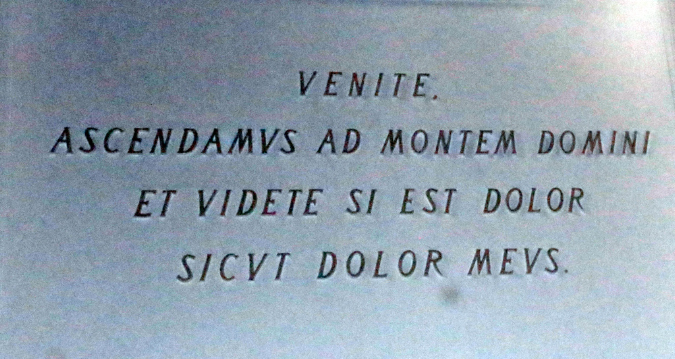 VENITE,
ASCENDAMVS AD MONTEM DOMINI
ET VIDETE SI EST DOLOR
SICVT DOLOR MEVS.